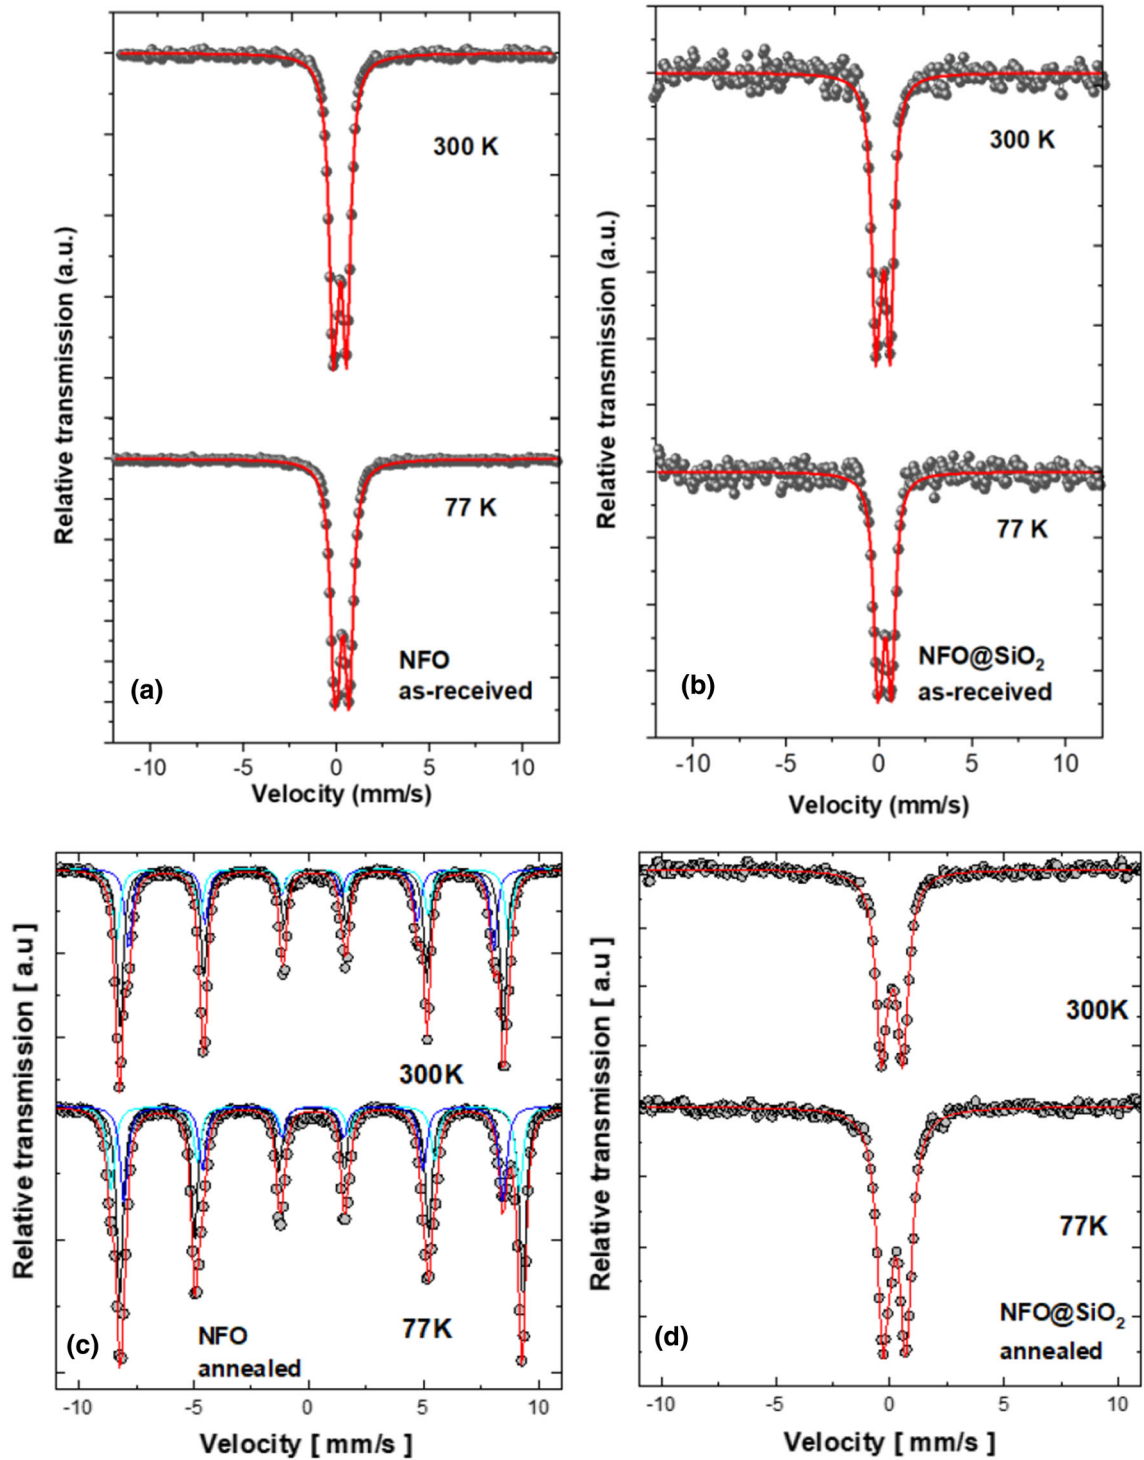 Relative transmission (a.u.)
300 K
77 K
NFO
as-received
(a)
-10 -5 0 5 10
Velocity (mm/s)
Relative transmission (a.u.)
300 K
77 K
NFO@SiO₂
as-received
(b)
-10 -5 0 5 10
Velocity (mm/s)
Relative transmission [ a.u ]
300K
77K
NFO
annealed
(c)
-10 -5 0 5 10
Velocity [ mm/s ]
Relative transmission [ a.u ]
300K
77K
NFO@SiO₂
annealed
(d)
-10 -5 0 5 10
Velocity [ mm/s ]